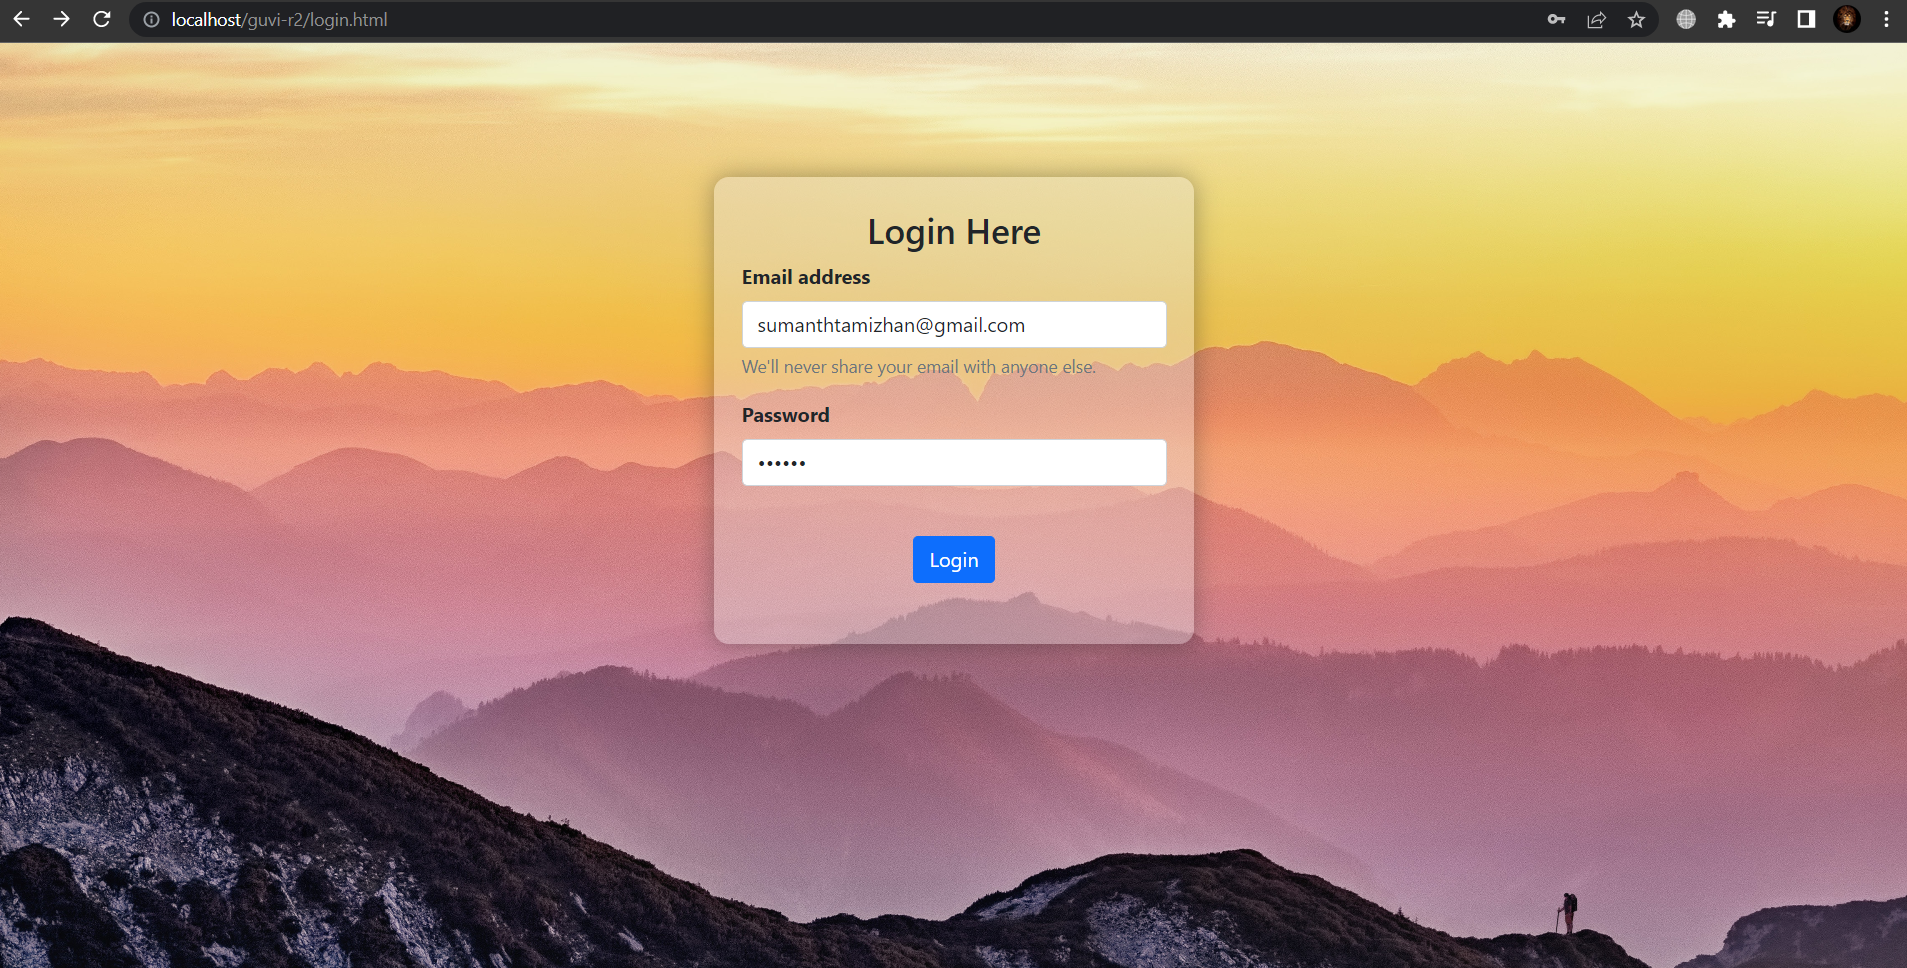 localhost/guvi-r2/login.html
Login Here
Email address
sumanthtamizhan@gmail.com
We'll never share your email with anyone else.
Password
••••••
Login